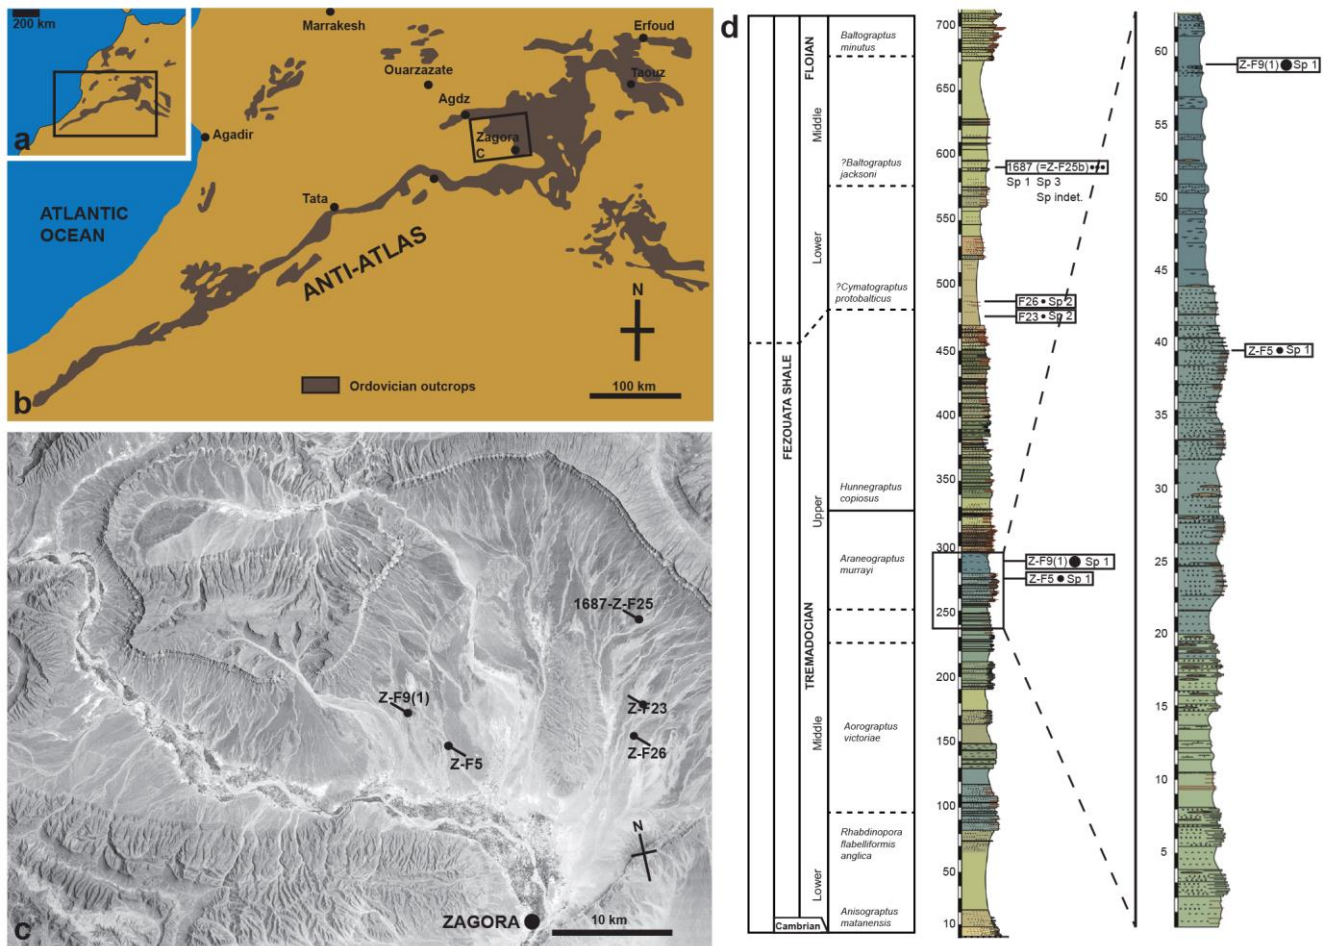 200 km
a
Marrakesh
Erfoud
Ouarzazate
Taouz
Agdz
Zagora
C
Agadir
Tata
ATLANTIC
OCEAN
ANTI-ATLAS
N
Ordovician outcrops
100 km
b
1687-Z-F25
Z-F9(1)
Z-F23
Z-F5
Z-F26
N
ZAGORA
10 km
c
d
FEZOUATA SHALE
FLOIAN
TREMADOCIAN
Middle
Lower
Upper
Middle
Lower
Cambrian
Baltograptus
minutus
?Baltograptus
jacksoni
?Cymatograptus
protobalticus
Hunnegraptus
copiosus
Araneograptus
murrayi
Aorograptus
victoriae
Rhabdinopora
flabelliformis
anglica
Anisograptus
matanensis
700
650
600
550
500
450
400
350
300
250
200
150
100
50
10
1687 (=Z-F25b)
Sp 1 Sp 3
Sp indet.
F26 Sp 2
F23 Sp 2
Z-F9(1) Sp 1
Z-F5 Sp 1
60
55
50
45
40
35
30
25
20
15
10
5
Z-F9(1) Sp 1
Z-F5 Sp 1